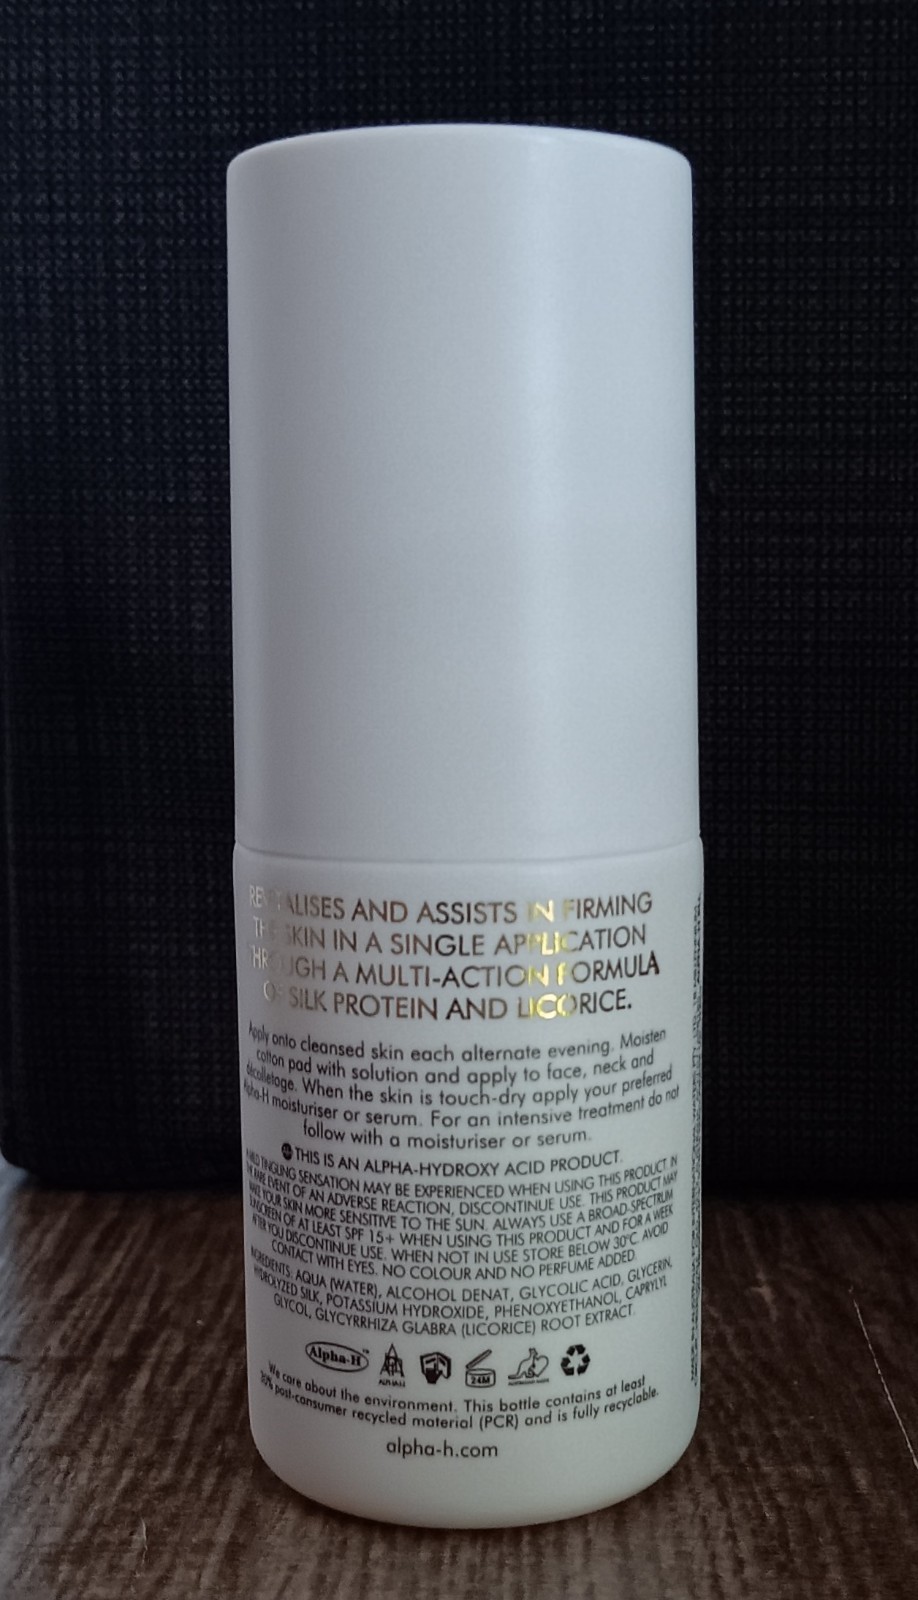 REVITALISES AND ASSISTS IN FIRMING
THE SKIN IN A SINGLE APPLICATION
THROUGH A MULTI-ACTION FORMULA
OF SILK PROTEIN AND LICORICE.
Apply onto cleansed skin each alternate evening. Moisten
cotton pad with solution and apply to face, neck and
décolletage. When the skin is touch-dry apply your preferred
Alpha-H moisturiser or serum. For an intensive treatment do not
follow with a moisturiser or serum.
THIS IS AN ALPHA-HYDROXY ACID PRODUCT.
A MILD TINGLING SENSATION MAY BE EXPERIENCED WHEN USING THIS PRODUCT. IN
THE RARE EVENT OF AN ADVERSE REACTION, DISCONTINUE USE. THIS PRODUCT MAY
MAKE YOUR SKIN MORE SENSITIVE TO THE SUN. ALWAYS USE A BROAD-SPECTRUM
SUNSCREEN OF AT LEAST SPF 15+ WHEN USING THIS PRODUCT AND FOR A WEEK
AFTER YOU DISCONTINUE USE. WHEN NOT IN USE STORE BELOW 30°C. AVOID
CONTACT WITH EYES. NO COLOUR AND NO PERFUME ADDED.
INGREDIENTS: AQUA (WATER), ALCOHOL DENAT, GLYCOLIC ACID, GLYCERIN,
HYDROLYZED SILK, POTASSIUM HYDROXIDE, PHENOXYETHANOL, CAPRYLYL
GLYCOL, GLYCYRRHIZA GLABRA (LICORICE) ROOT EXTRACT.
Alpha-H™
ALPHA-H
24M
We care about the environment. This bottle contains at least
30% post-consumer recycled material (PCR) and is fully recyclable.
alpha-h.com